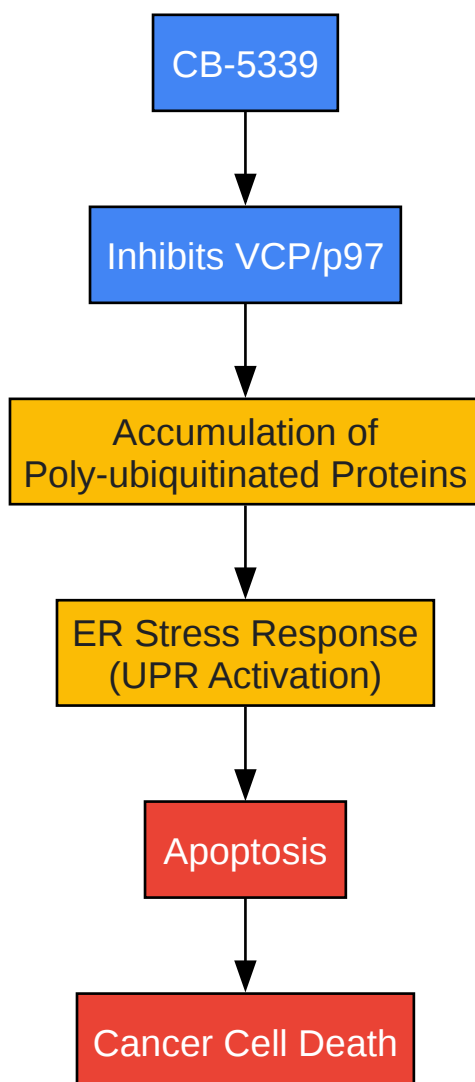 CB-5339
Inhibits VCP/p97
Accumulation of
Poly-ubiquitinated Proteins
ER Stress Response
(UPR Activation)
Apoptosis
Cancer Cell Death